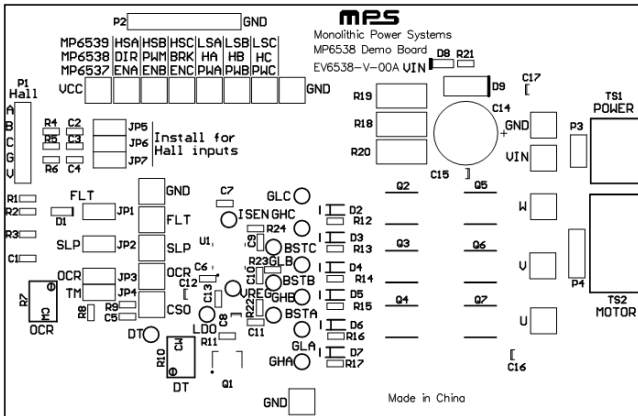 P2 GND
MPS
Monolithic Power Systems
MP6538 Demo Board
EV6538-V-00A VIN
MP6539 HSA HSB HSC LSA LSB LSC
MP6538 DIR PWM BRK HA HB HC
MP6537 ENA ENB ENC PWA PWB PWC
VCC GND
D8 R21
D9
C17
C14
+
C15
R19
R18
R20
TS1
POWER
GND
VIN
P3
P1
Hall
A
B
C
G
V
R4 C2
R5 C3
R6 C4
JP5
JP6
JP7
Install for
Hall inputs
R1
R2
R3
C1
FLT
D1
JP1
SLP
JP2
OCR
JP3
TM
JP4
GND
FLT
SLP
OCR
CSO
R7
CW
OCR
R8
R9
C5
C12
DT
R10
CW
DT
C7
ISEN
U1
C6
C13
VREG
LDO
C8
R11
Q1
R24
C9
R23
C10
R22
C11
GLC
GHC
BSTC
GLB
BSTB
GHB
BSTA
GLA
GHA
D2
R12
D3
R13
D4
R14
D5
R15
D6
R16
D7
R17
Q2 Q5
Q3 Q6
Q4 Q7
W
V
U
P4
TS2
MOTOR
C16
GND
Made in China